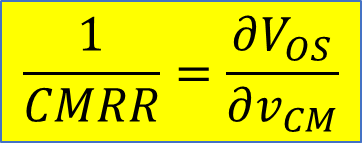 1/CMRR = ∂V_OS/∂v_CM